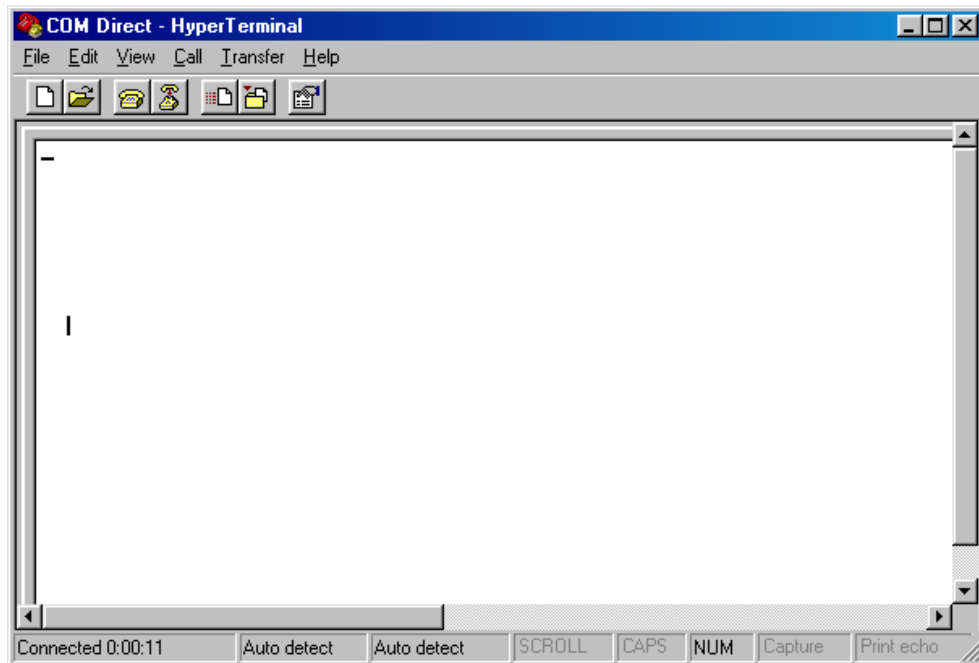 COM Direct - HyperTerminal
File Edit View Call Transfer Help
Connected 0:00:11 Auto detect Auto detect SCROLL CAPS NUM Capture Print echo